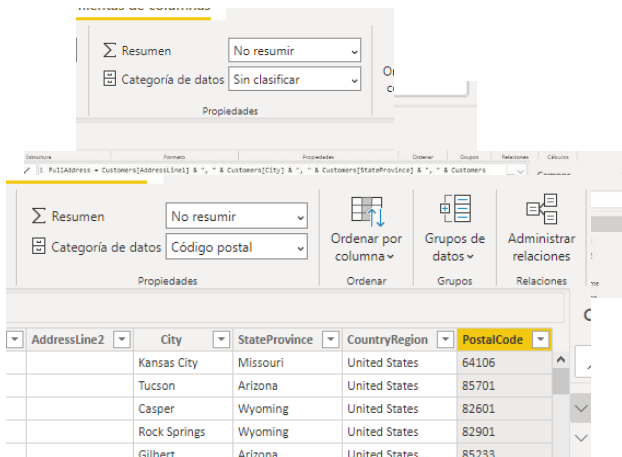 mientas de columnas
Resumen No resumir
Categoría de datos Sin clasificar
Propiedades
Estructura Formato Propiedades Ordenar Grupos Relaciones Cálculos
1 FullAddress = Customers[AddressLine1] & ", " & Customers[City] & ", " & Customers[StateProvince] & ", " & Customers
Resumen No resumir
Categoría de datos Código postal
Propiedades
Ordenar por columna
Ordenar
Grupos de datos
Grupos
Administrar relaciones
Relaciones
AddressLine2 City StateProvince CountryRegion PostalCode
Kansas City Missouri United States 64106
Tucson Arizona United States 85701
Casper Wyoming United States 82601
Rock Springs Wyoming United States 82901
Gilbert Arizona United States 85233